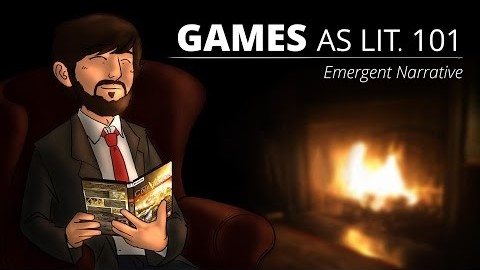 GAMES AS LIT. 101
Emergent Narrative